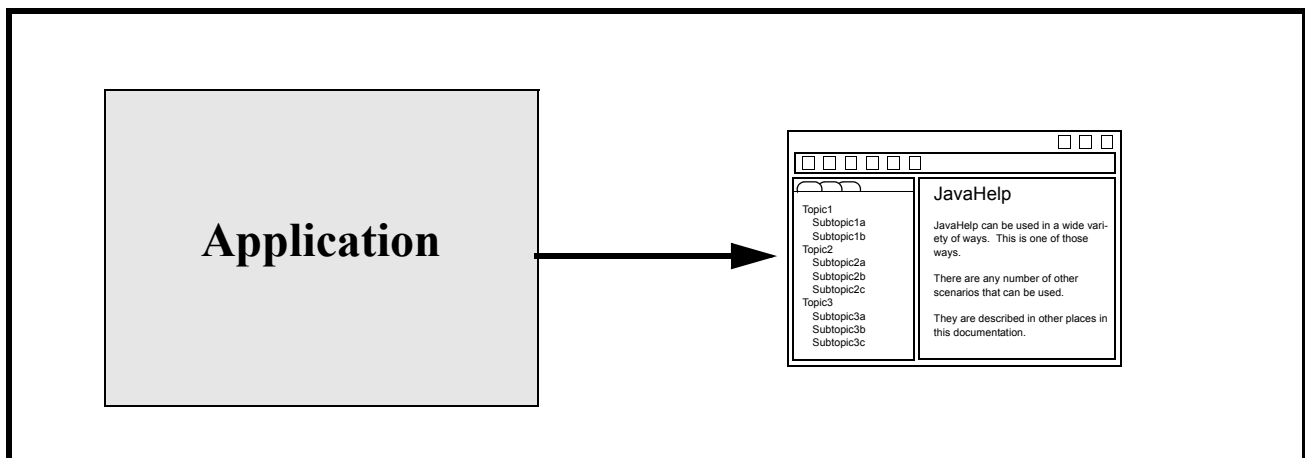 Application
Topic1
Subtopic1a
Subtopic1b
Topic2
Subtopic2a
Subtopic2b
Subtopic2c
Topic3
Subtopic3a
Subtopic3b
Subtopic3c
JavaHelp
JavaHelp can be used in a wide vari-
ety of ways.  This is one of those
ways.
There are any number of other
scenarios that can be used.
They are described in other places in
this documentation.